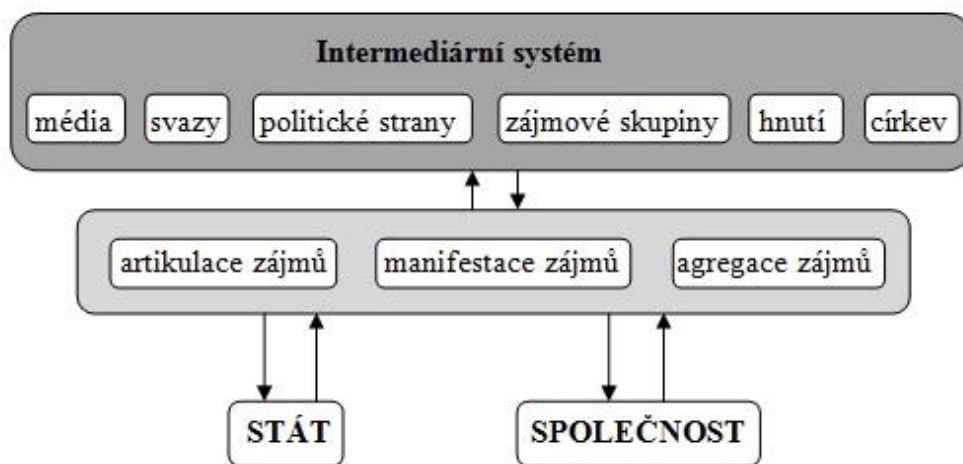 Intermediární systém
média svazy politické strany zájmové skupiny hnutí církev
artikulace zájmů manifestace zájmů agregace zájmů
STÁT SPOLEČNOST